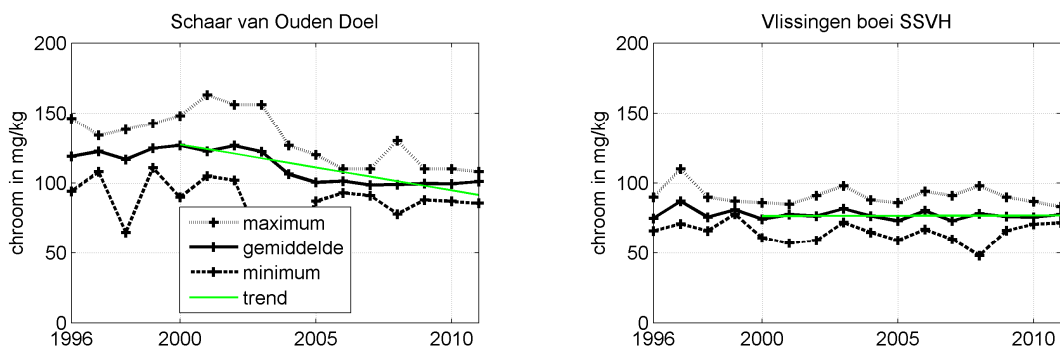 Schaar van Ouden Doel
200
150
100
50
0
chroom in mg/kg
maximum
gemiddelde
minimum
trend
1996
2000
2005
2010
Vlissingen boei SSVH
200
150
100
50
0
chroom in mg/kg
1996
2000
2005
2010